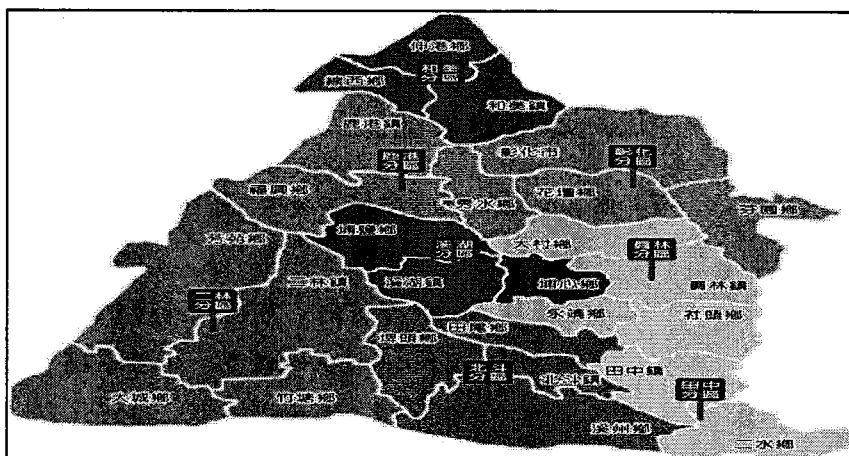 伸港鄉
和美
分區
線西鄉
和美鎮
鹿港鎮
彰化市
鹿港
分區
彰化
分區
福興鄉
秀水鄉
花壇鄉
芬園鄉
芳苑鄉
埔鹽鄉
溪湖
分區
大村鄉
員林
分區
二林鎮
溪湖鎮
埔心鄉
員林鎮
二林
分區
永靖鄉
社頭鄉
埤頭鄉
田尾鄉
北斗
分區
北斗鎮
田中鎮
田中
分區
大城鄉
竹塘鄉
溪州鄉
二水鄉